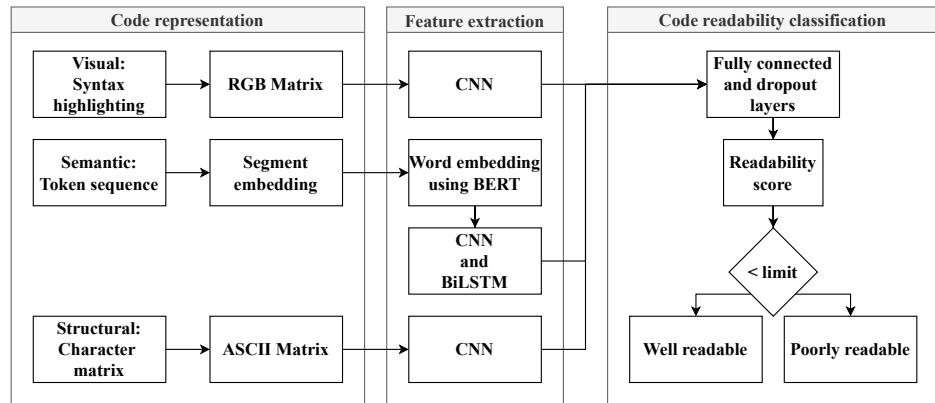 Code representation
Feature extraction
Code readability classification
Visual:
Syntax
highlighting
RGB Matrix
CNN
Fully connected
and dropout
layers
Semantic:
Token sequence
Segment
embedding
Word embedding
using BERT
Readability
score
CNN
and
BiLSTM
< limit
Structural:
Character
matrix
ASCII Matrix
CNN
Well readable
Poorly readable